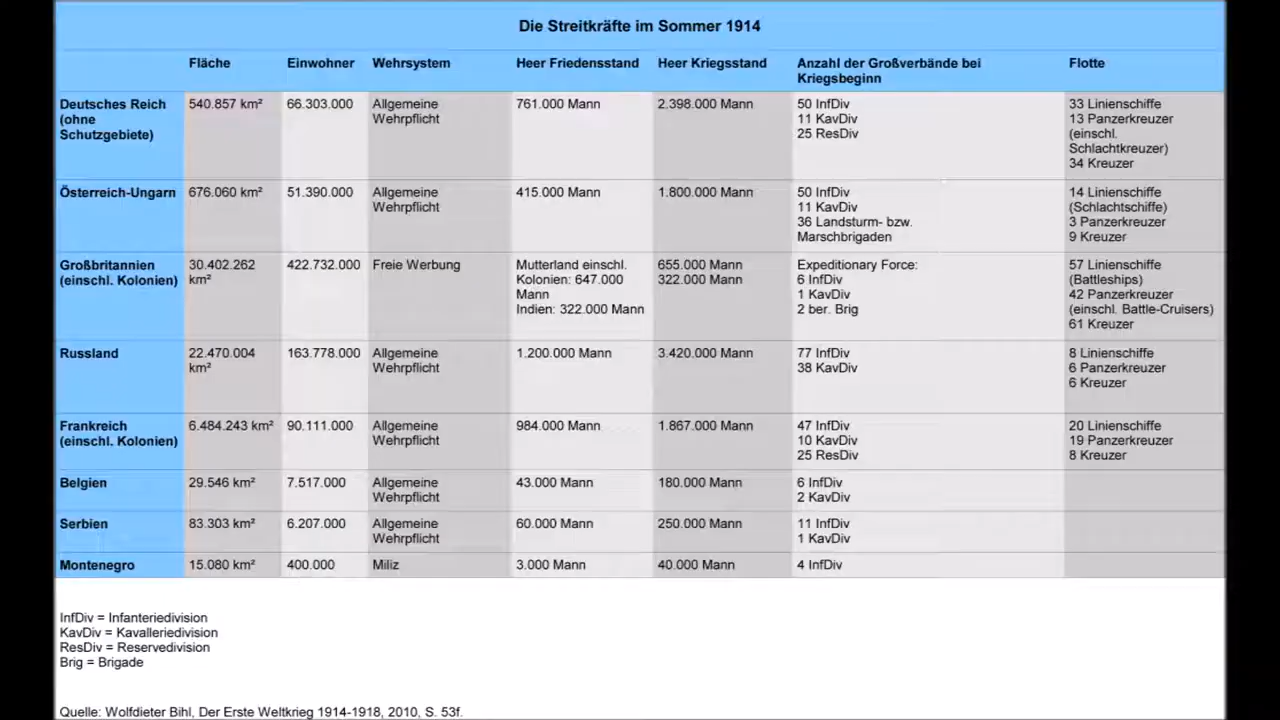 Die Streitkräfte im Sommer 1914
Fläche Einwohner Wehrsystem Heer Friedensstand Heer Kriegsstand Anzahl der Großverbände bei Flotte
Kriegsbeginn
Deutsches Reich 540.857 km² 66.303.000 Allgemeine 761.000 Mann 2.398.000 Mann 50 InfDiv 33 Linienschiffe
(ohne Wehrpflicht 11 KavDiv 13 Panzerkreuzer
Schutzgebiete) 25 ResDiv (einschl.
Schlachtkreuzer)
34 Kreuzer
Österreich-Ungarn 676.060 km² 51.390.000 Allgemeine 415.000 Mann 1.800.000 Mann 50 InfDiv 14 Linienschiffe
Wehrpflicht 11 KavDiv (Schlachtschiffe)
36 Landsturm- bzw. 3 Panzerkreuzer
Marschbrigaden 9 Kreuzer
Großbritannien 30.402.262 422.732.000 Freie Werbung Mutterland einschl. 655.000 Mann Expeditionary Force: 57 Linienschiffe
(einschl. Kolonien) km² Kolonien: 647.000 322.000 Mann 6 InfDiv (Battleships)
Mann 1 KavDiv 42 Panzerkreuzer
Indien: 322.000 Mann 2 ber. Brig (einschl. Battle-Cruisers)
61 Kreuzer
Russland 22.470.004 163.778.000 Allgemeine 1.200.000 Mann 3.420.000 Mann 77 InfDiv 8 Linienschiffe
km² Wehrpflicht 38 KavDiv 6 Panzerkreuzer
6 Kreuzer
Frankreich 6.484.243 km² 90.111.000 Allgemeine 984.000 Mann 1.867.000 Mann 47 InfDiv 20 Linienschiffe
(einschl. Kolonien) Wehrpflicht 10 KavDiv 19 Panzerkreuzer
25 ResDiv 8 Kreuzer
Belgien 29.546 km² 7.517.000 Allgemeine 43.000 Mann 180.000 Mann 6 InfDiv
Wehrpflicht 2 KavDiv
Serbien 83.303 km² 6.207.000 Allgemeine 60.000 Mann 250.000 Mann 11 InfDiv
Wehrpflicht 1 KavDiv
Montenegro 15.080 km² 400.000 Miliz 3.000 Mann 40.000 Mann 4 InfDiv
InfDiv = Infanteriedivision
KavDiv = Kavalleriedivision
ResDiv = Reservedivision
Brig = Brigade
Quelle: Wolfdieter Bihl, Der Erste Weltkrieg 1914-1918, 2010, S. 53f.